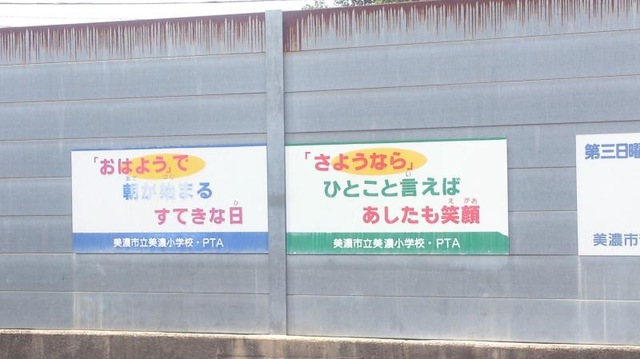 「おはよう」で
朝が始まる
すてきな日
美濃市立美濃小学校・PTA
「さようなら」
ひとこと言えば
あしたも笑顔
美濃市立美濃小学校・PTA
第三日曜
美濃市